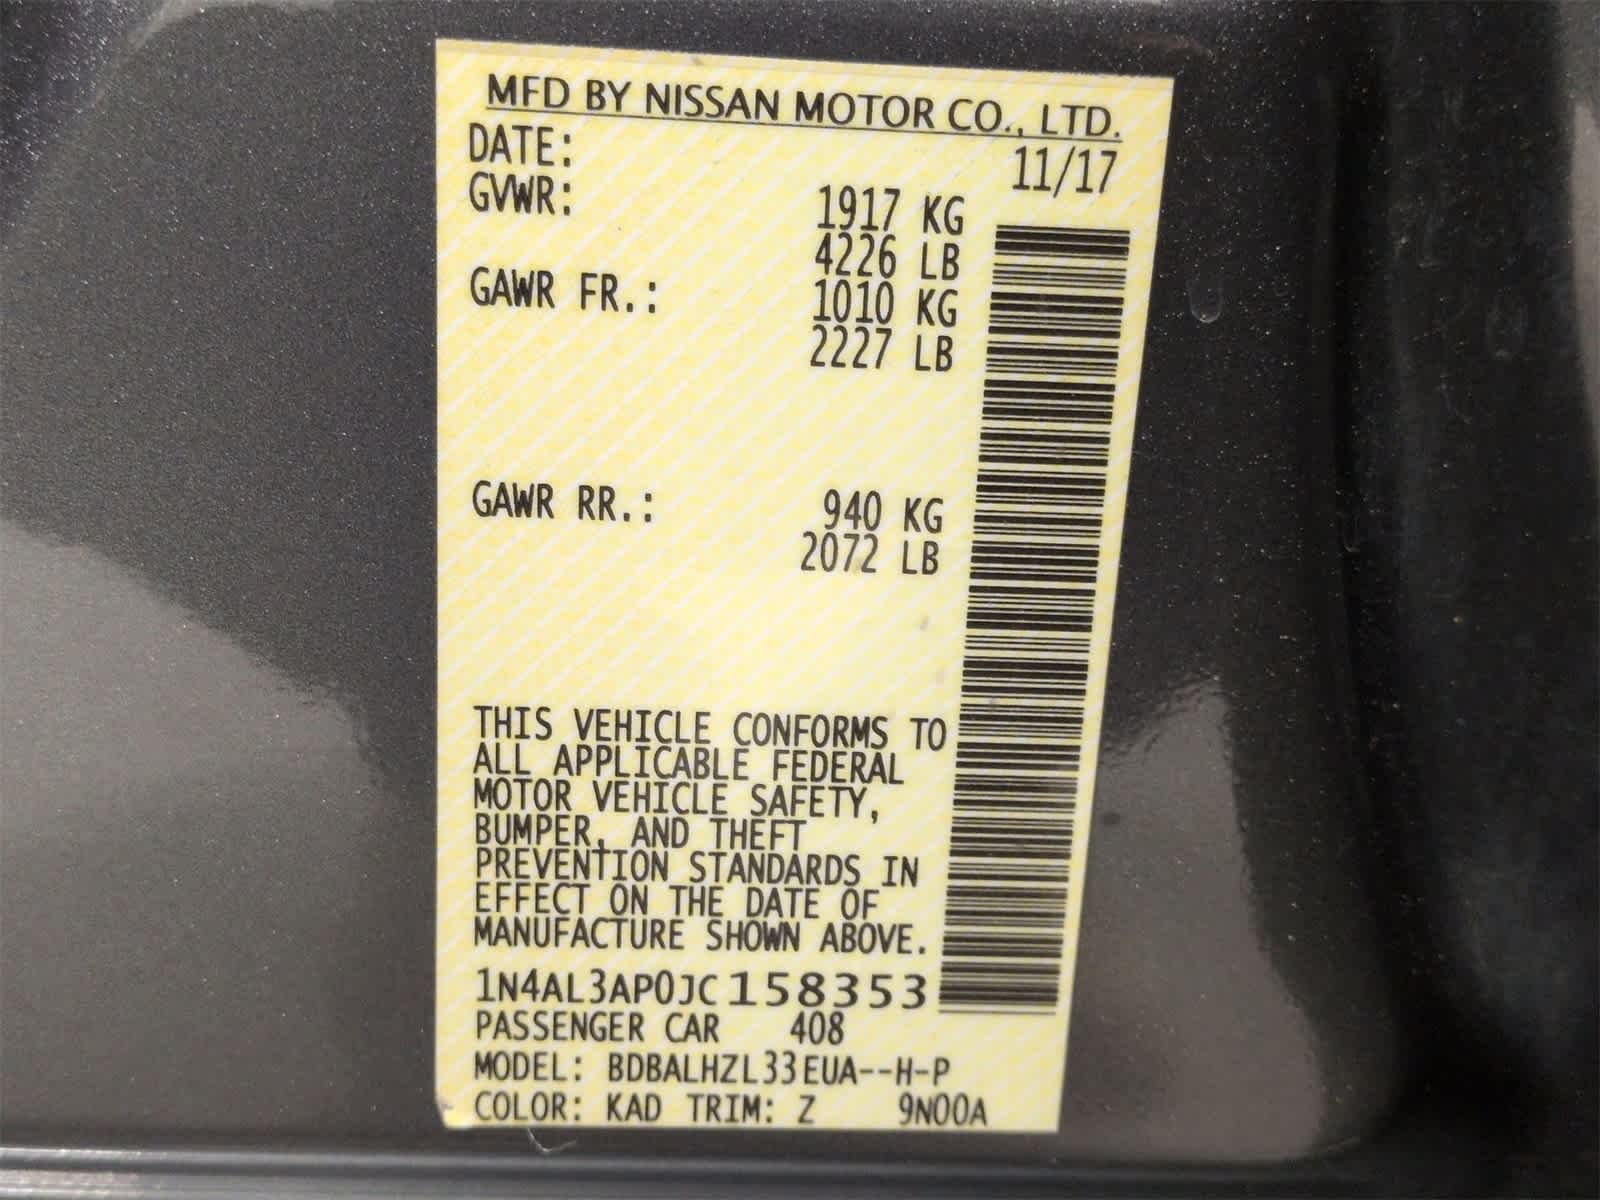 MFD BY NISSAN MOTOR CO., LTD.
DATE: 11/17
GVWR: 1917 KG
4226 LB
GAWR FR.: 1010 KG
2227 LB
GAWR RR.: 940 KG
2072 LB
THIS VEHICLE CONFORMS TO
ALL APPLICABLE FEDERAL
MOTOR VEHICLE SAFETY,
BUMPER, AND THEFT
PREVENTION STANDARDS IN
EFFECT ON THE DATE OF
MANUFACTURE SHOWN ABOVE.
1N4AL3AP0JC158353
PASSENGER CAR 408
MODEL: BDBALHZL33EUA--H-P
COLOR: KAD TRIM: Z 9N00A